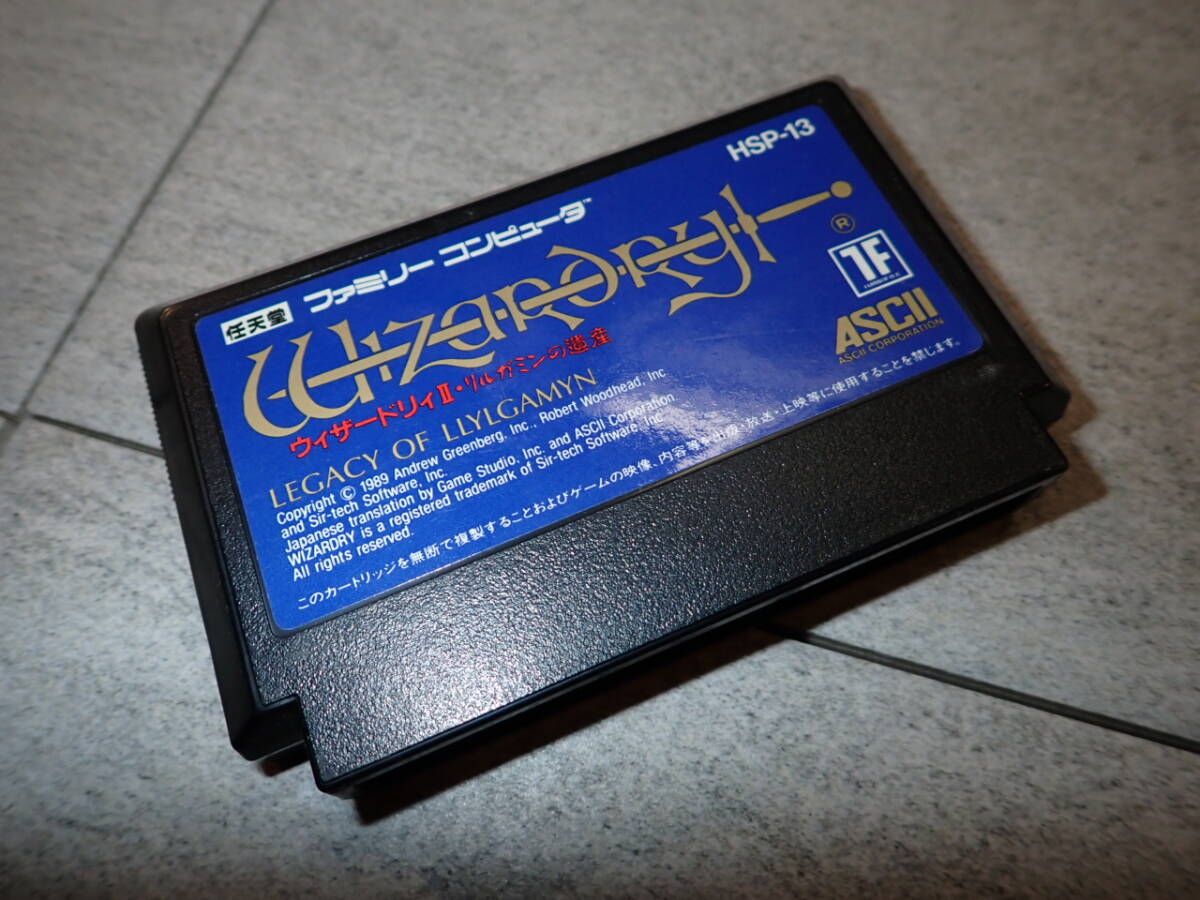 HSP-13
任天堂 ファミリー コンピュータ™
Wizardry®
ウィザードリィⅡ・リルガミンの遺産
LEGACY OF LLYLGAMYN
1F
ASCII
ASCII CORPORATION
Copyright © 1989 Andrew Greenberg, Inc., Robert Woodhead, Inc
and Sir-tech Software, Inc.
Japanese translation by Game Studio, Inc. and ASCII Corporation
WIZARDRY is a registered trademark of Sir-tech Software, Inc.
All rights reserved.
このカートリッジを無断で複製することおよびゲームの映像、内容等を出版・放送・上映等に使用することを禁じます。